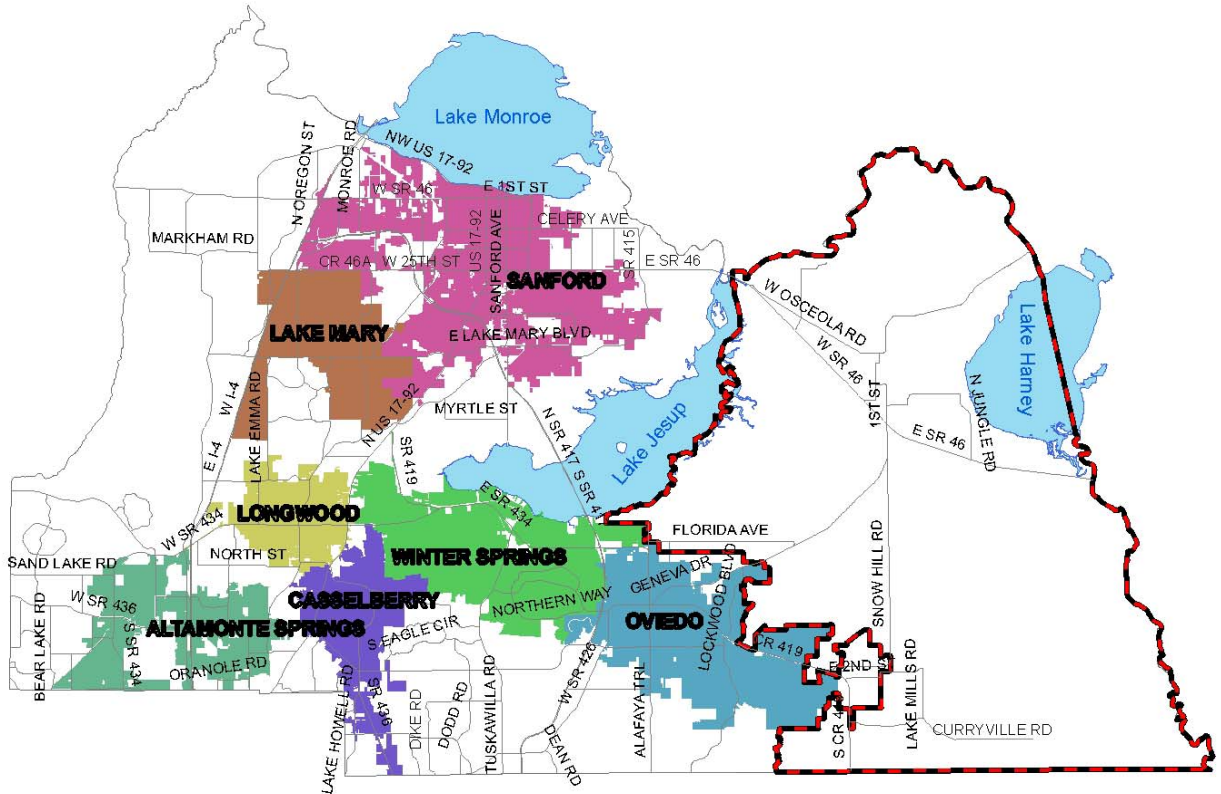 Lake Monroe
N OREGON ST
MONROE RD
NW US 17-92
W SR 46
E 1ST ST
CELERY AVE
MARKHAM RD
CR 46A
W 25TH ST
US 17-92
SANFORD AVE
SR 415
E SR 46
SANFORD
W OSCEOLA RD
LAKE MARY
E LAKE MARY BLVD
W SR 46
Lake Harney
W I-4
LAKE EMMA RD
N US 17-92
MYRTLE ST
1ST ST
N JUNGLE RD
E I-4
SR 419
N SR 417
Lake Jesup
E SR 46
S SR 4
LONGWOOD
E SR 434
W SR 434
FLORIDA AVE
NORTH ST
WINTER SPRINGS
SAND LAKE RD
GENEVA DR
LOCKWOOD BLVD
SNOW HILL RD
W SR 436
CASSELBERRY
NORTHERN WAY
BEAR LAKE RD
S SR 434
ALTAMONTE SPRINGS
S EAGLE CIR
OVIEDO
CR 419
E 2ND ST
ORANOLE RD
LAKE HOWELL RD
SR 436
DIKE RD
DODD RD
TUSKAWILLA RD
W SR 426
DEAN RD
ALAFAYA TRL
S CR 4
LAKE MILLS RD
CURRYVILLE RD